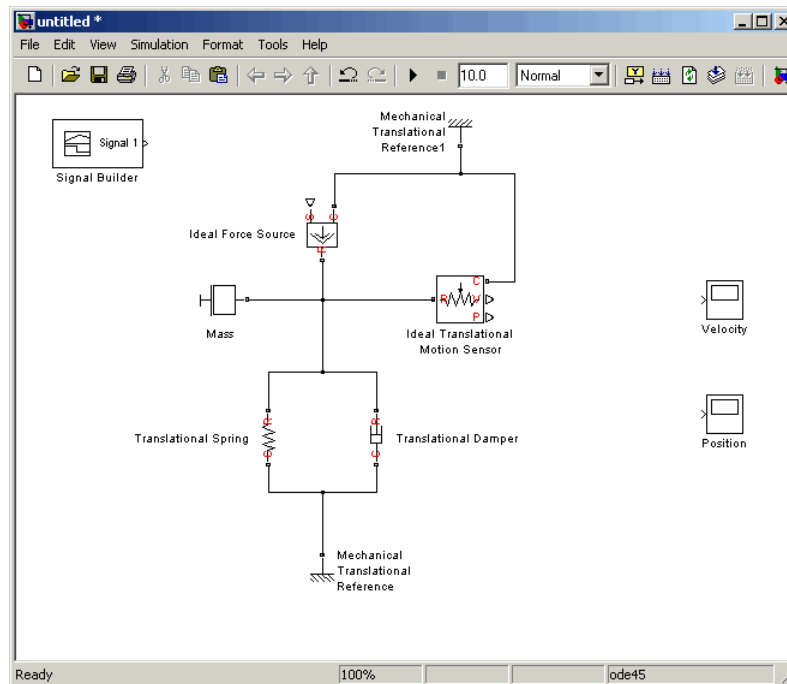 untitled *
File Edit View Simulation Format Tools Help
10.0 Normal
Mechanical
Translational
Reference1
Signal 1
Signal Builder
S C
Ideal Force Source
R
C
R V
P
Mass
Ideal Translational
Motion Sensor
Velocity
R R
Translational Spring
Translational Damper
C C
Position
Mechanical
Translational
Reference
Ready 100% ode45